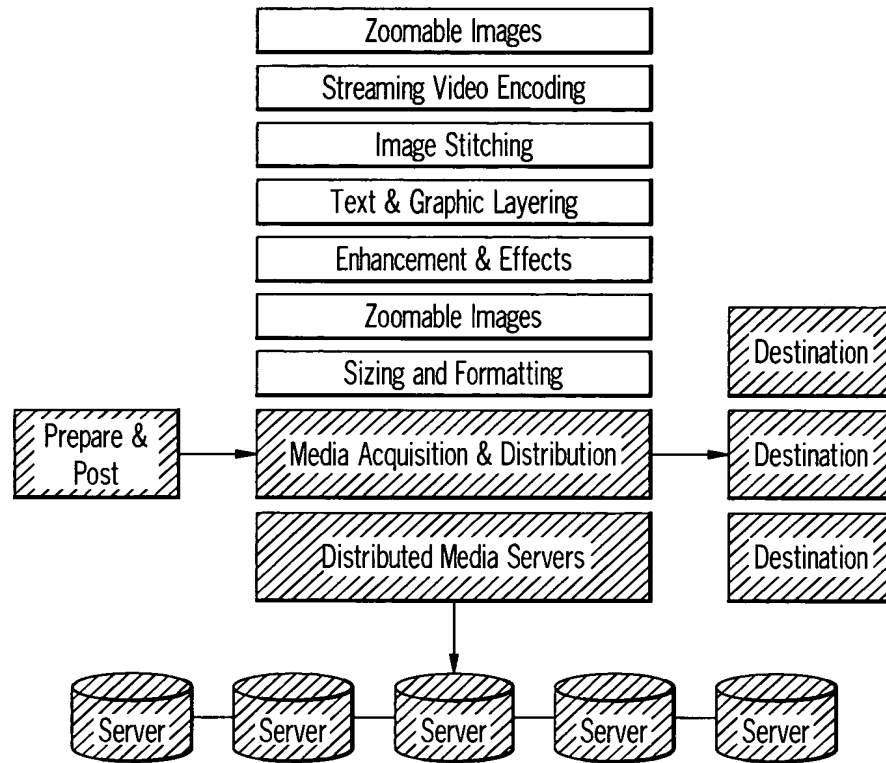 Zoomable Images
Streaming Video Encoding
Image Stitching
Text & Graphic Layering
Enhancement & Effects
Zoomable Images
Sizing and Formatting
Destination
Prepare &
Post
Media Acquisition & Distribution
Destination
Distributed Media Servers
Destination
Server
Server
Server
Server
Server